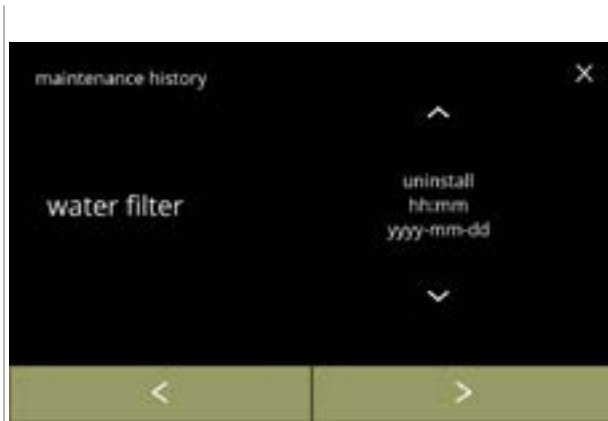 maintenance history
X
water filter
uninstall
hh:mm
yyyy-mm-dd
< >